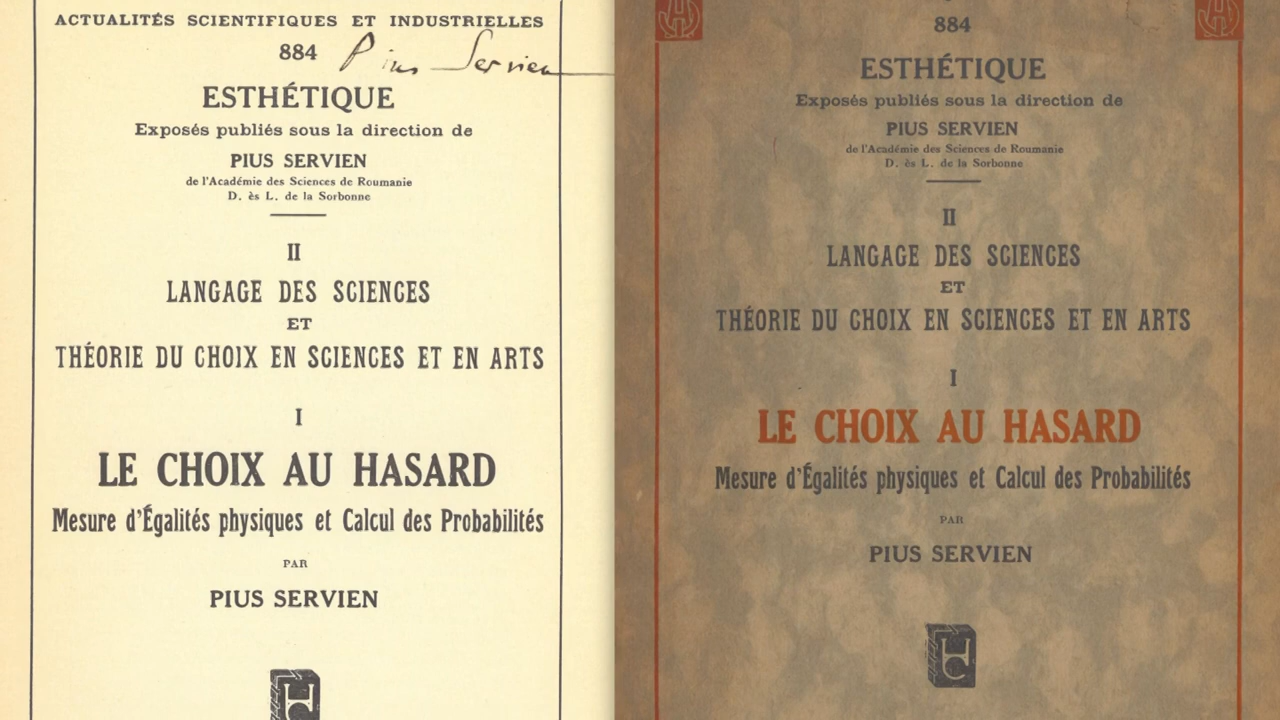 ACTUALITÉS SCIENTIFIQUES ET INDUSTRIELLES
884
Pius Servien
ESTHÉTIQUE
Exposés publiés sous la direction de
PIUS SERVIEN
de l'Académie des Sciences de Roumanie
D. ès L. de la Sorbonne
II
LANGAGE DES SCIENCES
ET
THÉORIE DU CHOIX EN SCIENCES ET EN ARTS
I
LE CHOIX AU HASARD
Mesure d'Égalités physiques et Calcul des Probabilités
PAR
PIUS SERVIEN
HC
884
ESTHÉTIQUE
Exposés publiés sous la direction de
PIUS SERVIEN
de l'Académie des Sciences de Roumanie
D. ès L. de la Sorbonne
II
LANGAGE DES SCIENCES
ET
THÉORIE DU CHOIX EN SCIENCES ET EN ARTS
I
LE CHOIX AU HASARD
Mesure d'Égalités physiques et Calcul des Probabilités
PAR
PIUS SERVIEN
HC